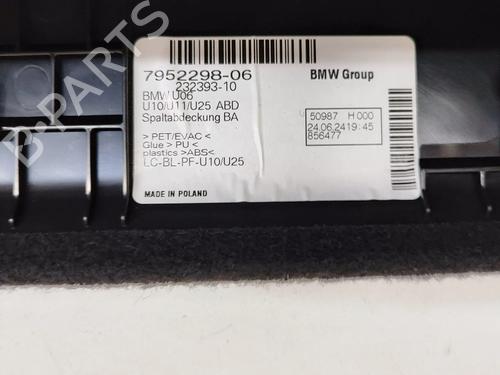 7952298-06
BMW Group
232393-10
BMW U06
U10/U11/U25 ABD
Spaltabdeckung BA
50987 H 000
24.06.24 19:45
856477
> PET/EVAC <
Glue > PU <
plastics >ABS<
LC-BL-PF-U10/U25
MADE IN POLAND
B-PARTS